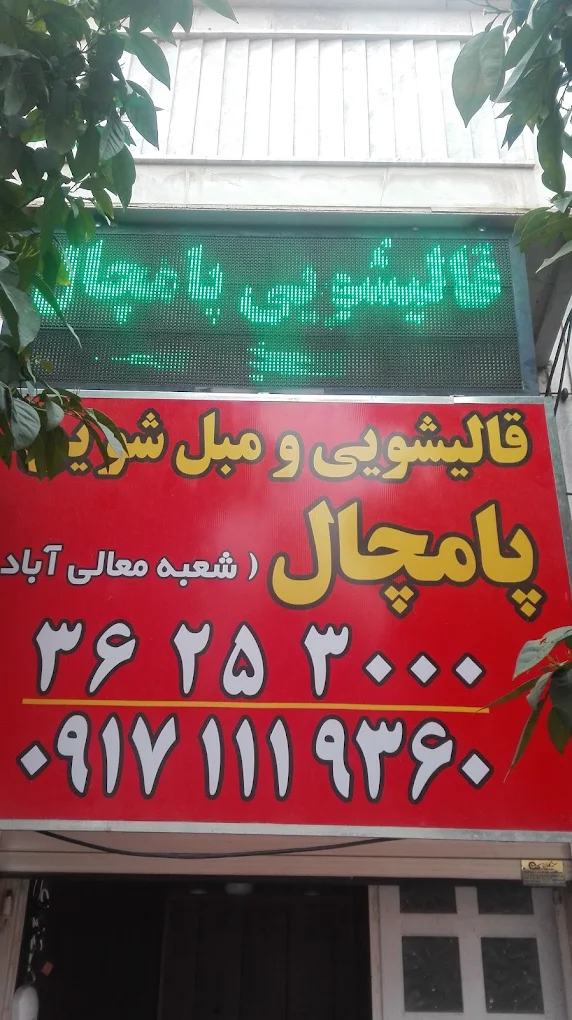 قالیشویی پامچال
قالیشویی و مبل شویی
پامچال ( شعبه معالی آباد
۳۶ ۲۵ ۳۰۰۰
۰۹۱۷ ۱۱۱ ۹۳۶۰